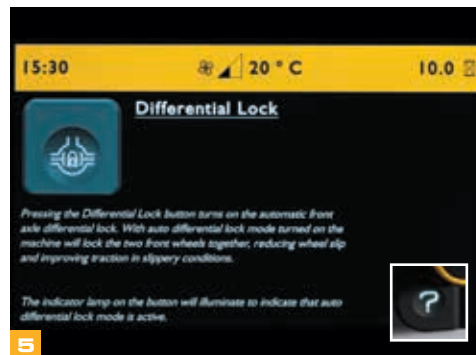 15:30 20 ° C 10.0
Differential Lock
Pressing the Differential Lock button turns on the automatic front
axle differential lock. With auto differential lock mode turned on the
machine will lock the two front wheels together, reducing wheel slip
and improving traction in slippery conditions.
The indicator lamp on the button will illuminate to indicate that auto
differential lock mode is active.
?
5